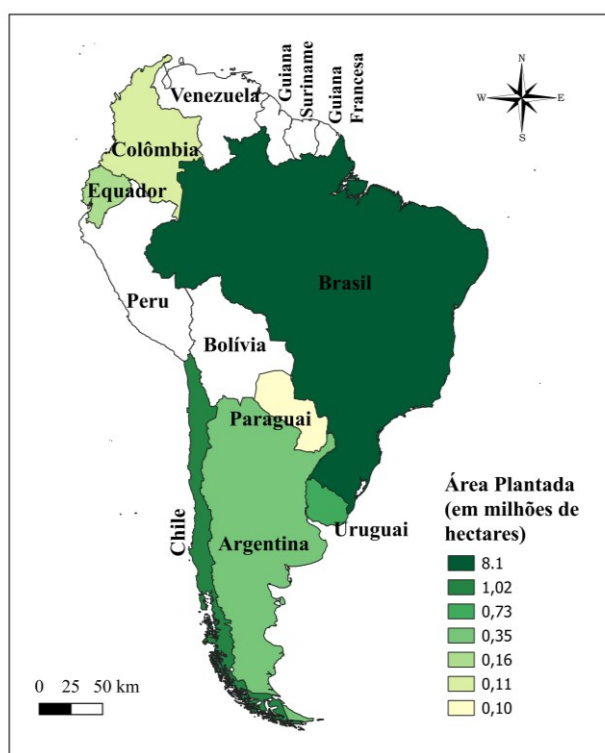 N
W E
S
Guiana
Suriname
Guiana
Francesa
Venezuela
Colômbia
Equador
Brasil
Peru
Bolívia
Paraguai
Chile
Argentina
Uruguai
Área Plantada
(em milhões de
hectares)
8.1
1,02
0,73
0,35
0,16
0,11
0,10
0 25 50 km